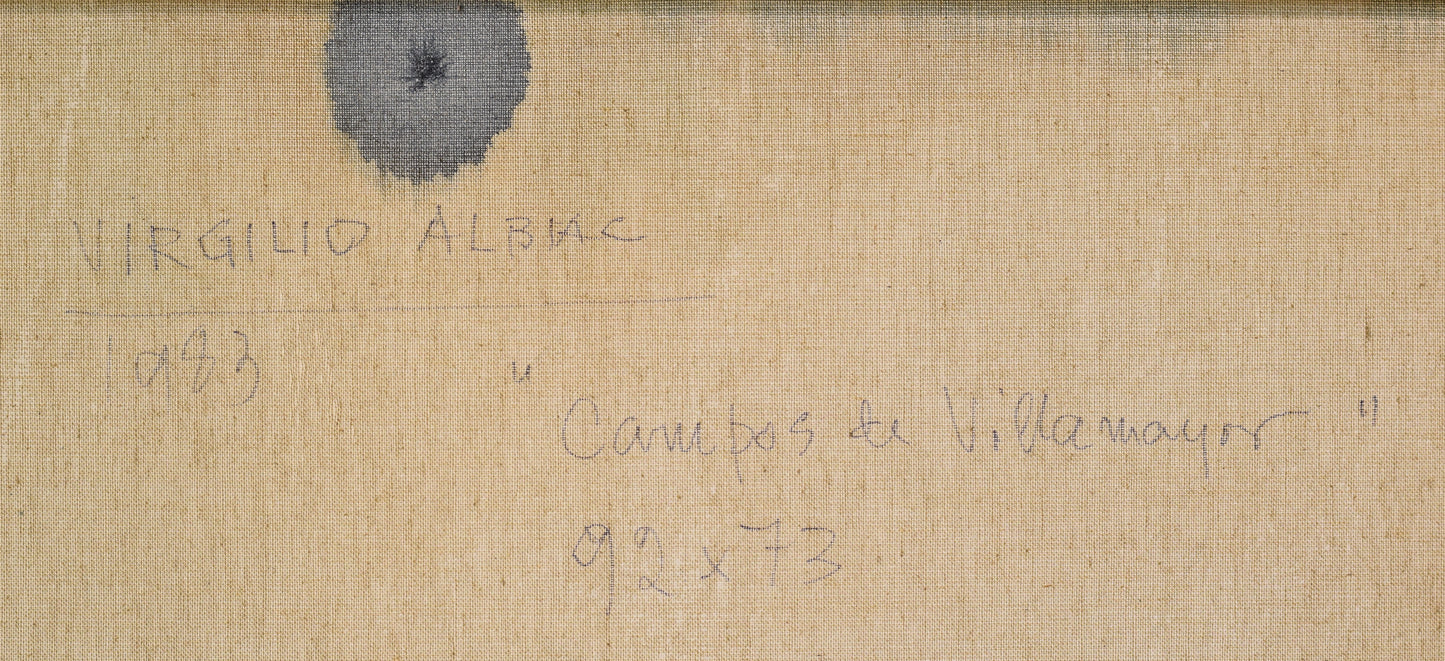 VIRGILIO ALBIAC
1983
"Campos de Villamayor"
92 x 73